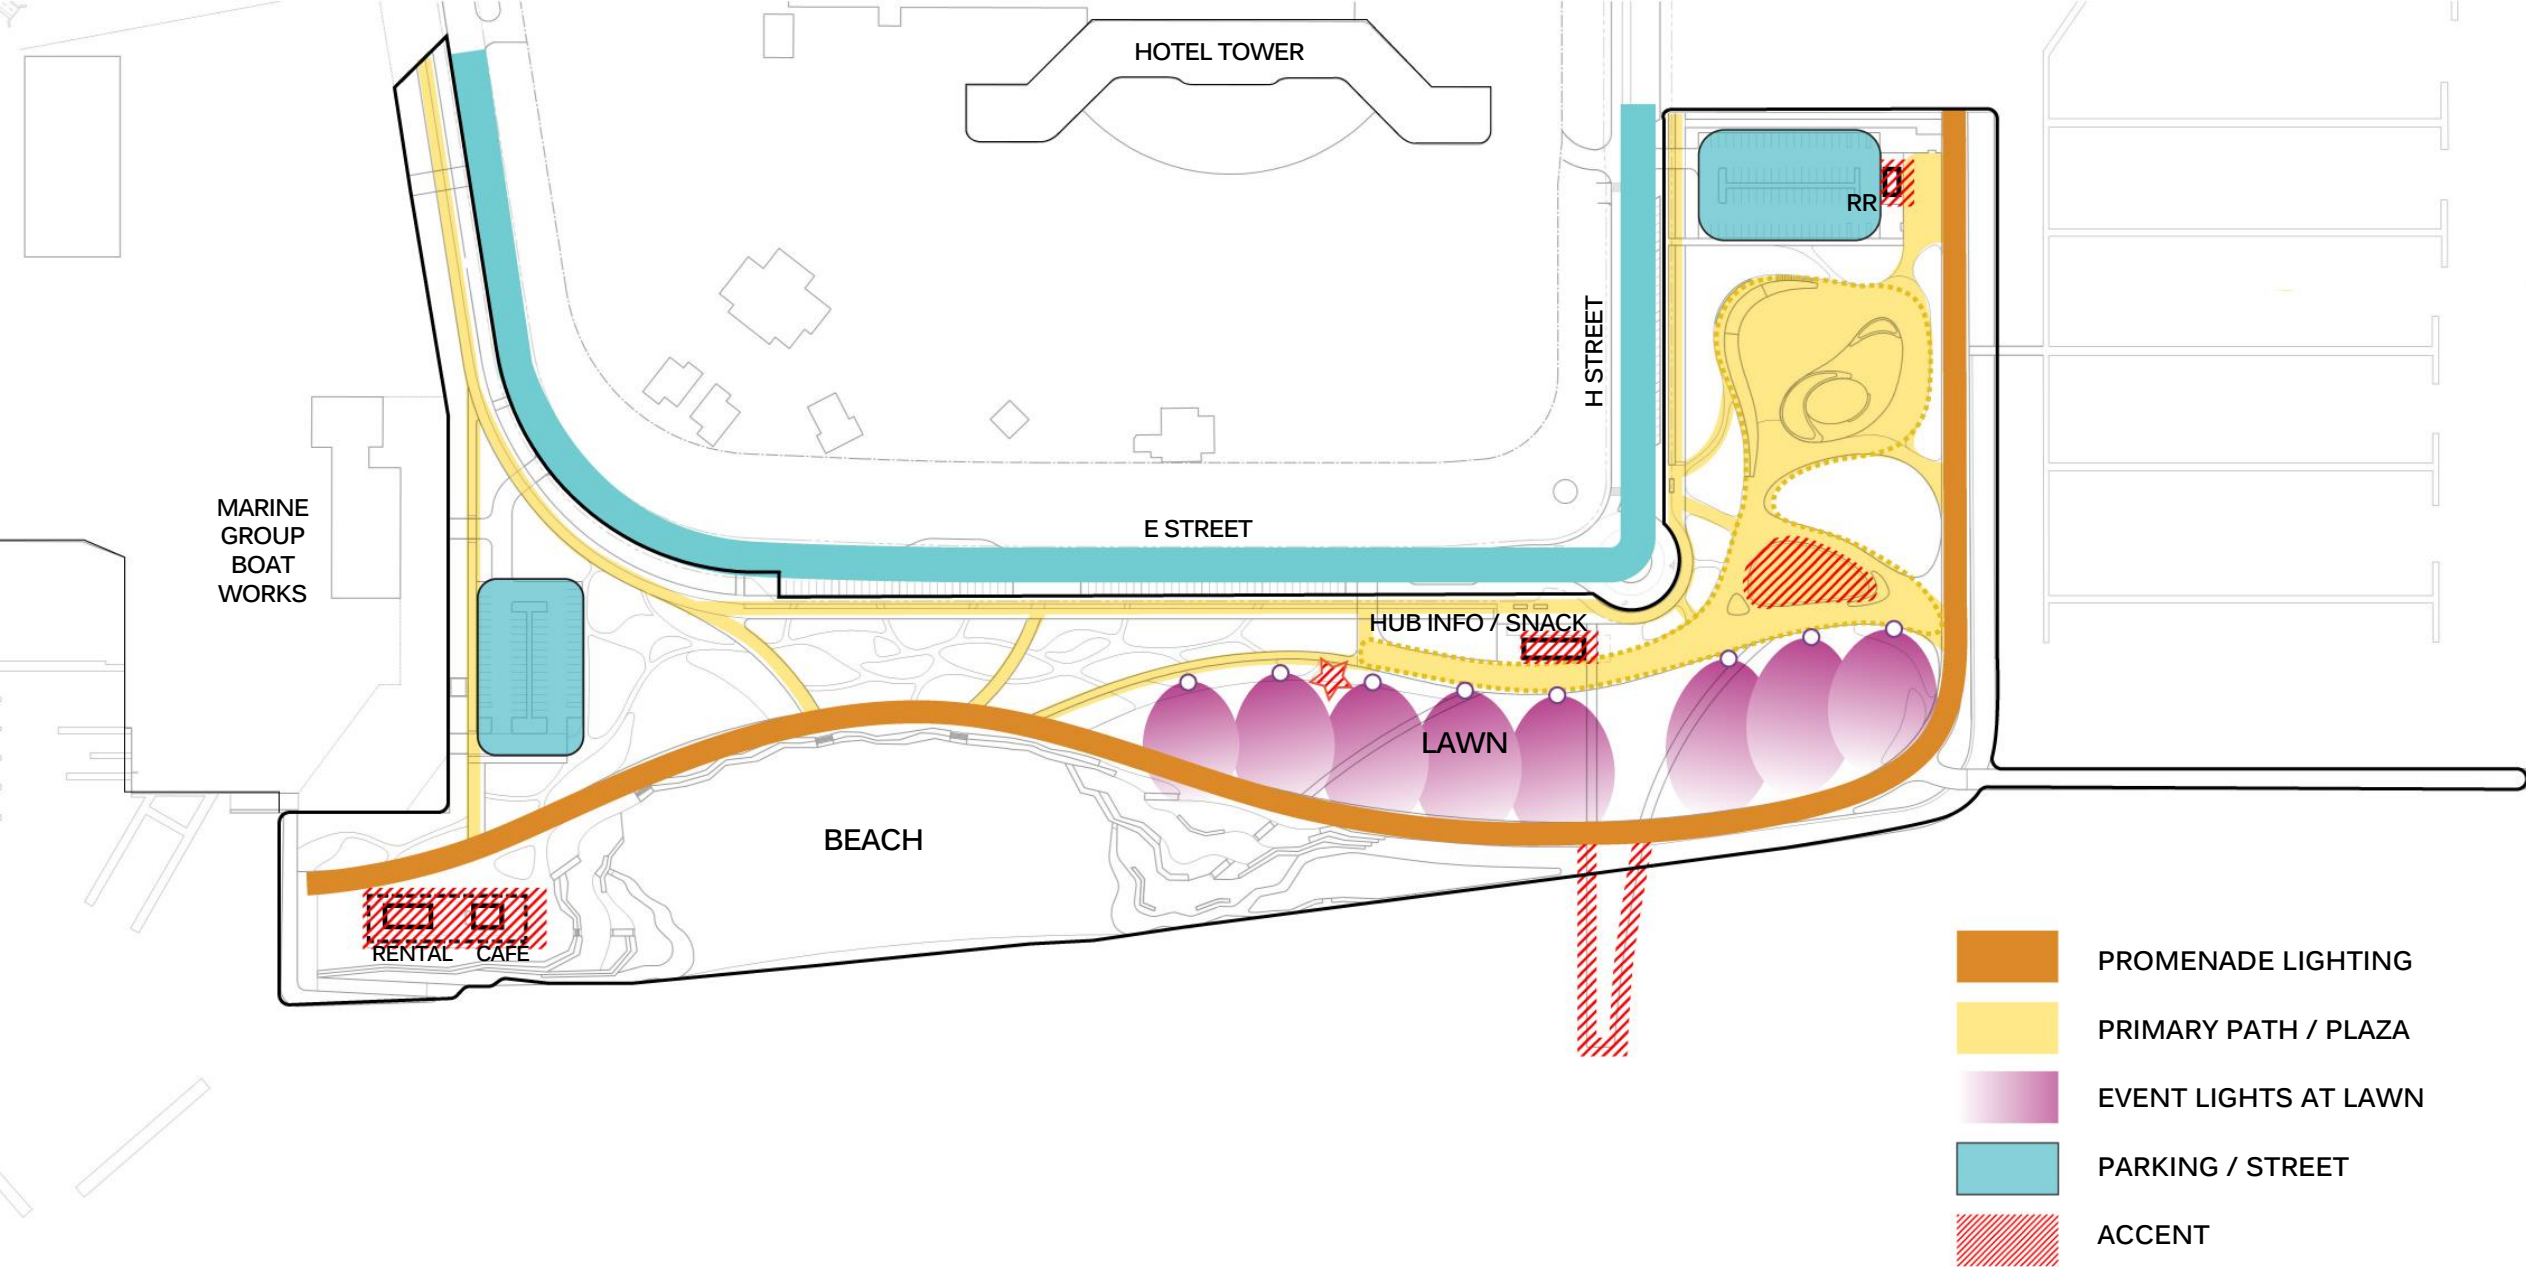 HOTEL TOWER
RR
H STREET
MARINE
GROUP
BOAT
WORKS
E STREET
HUB INFO / SNACK
LAWN
BEACH
RENTAL
CAFE
PROMENADE LIGHTING
PRIMARY PATH / PLAZA
EVENT LIGHTS AT LAWN
PARKING / STREET
ACCENT